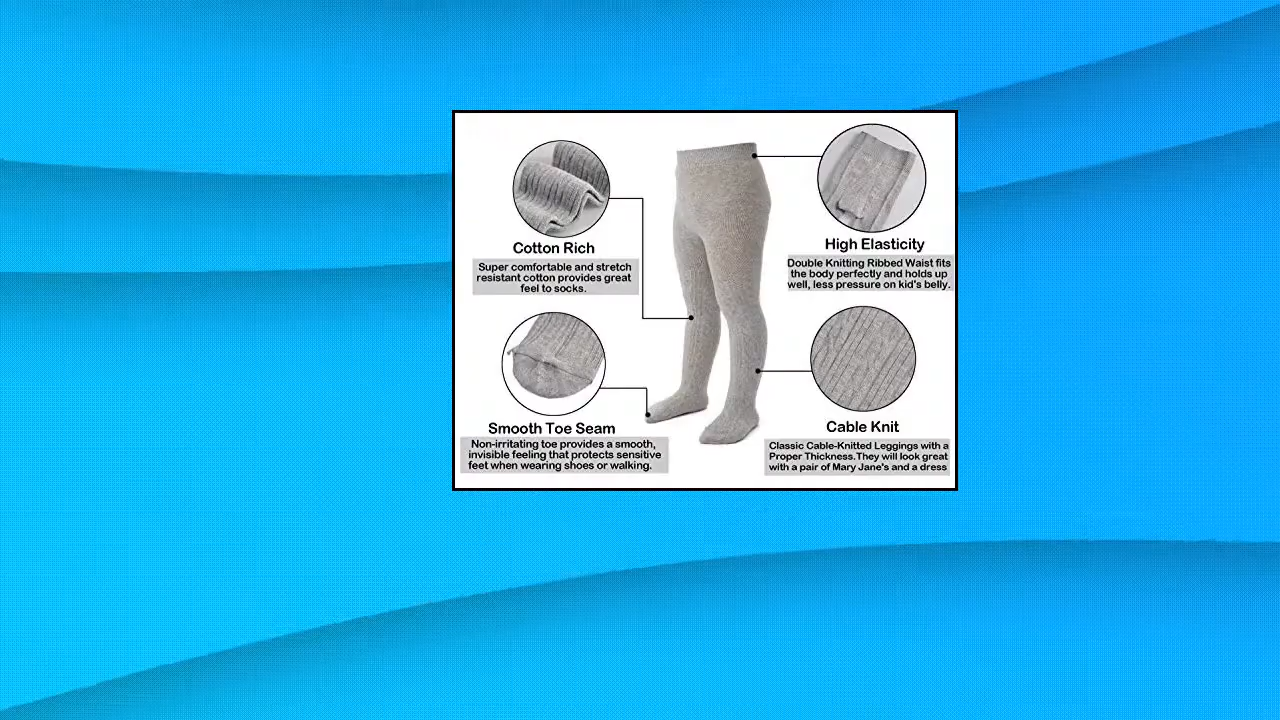 Cotton Rich
Super comfortable and stretch
resistant cotton provides great
feel to socks.
High Elasticity
Double Knitting Ribbed Waist fits
the body perfectly and holds up
well, less pressure on kid's belly.
Smooth Toe Seam
Non-irritating toe provides a smooth,
invisible feeling that protects sensitive
feet when wearing shoes or walking.
Cable Knit
Classic Cable-Knitted Leggings with a
Proper Thickness.They will look great
with a pair of Mary Jane's and a dress